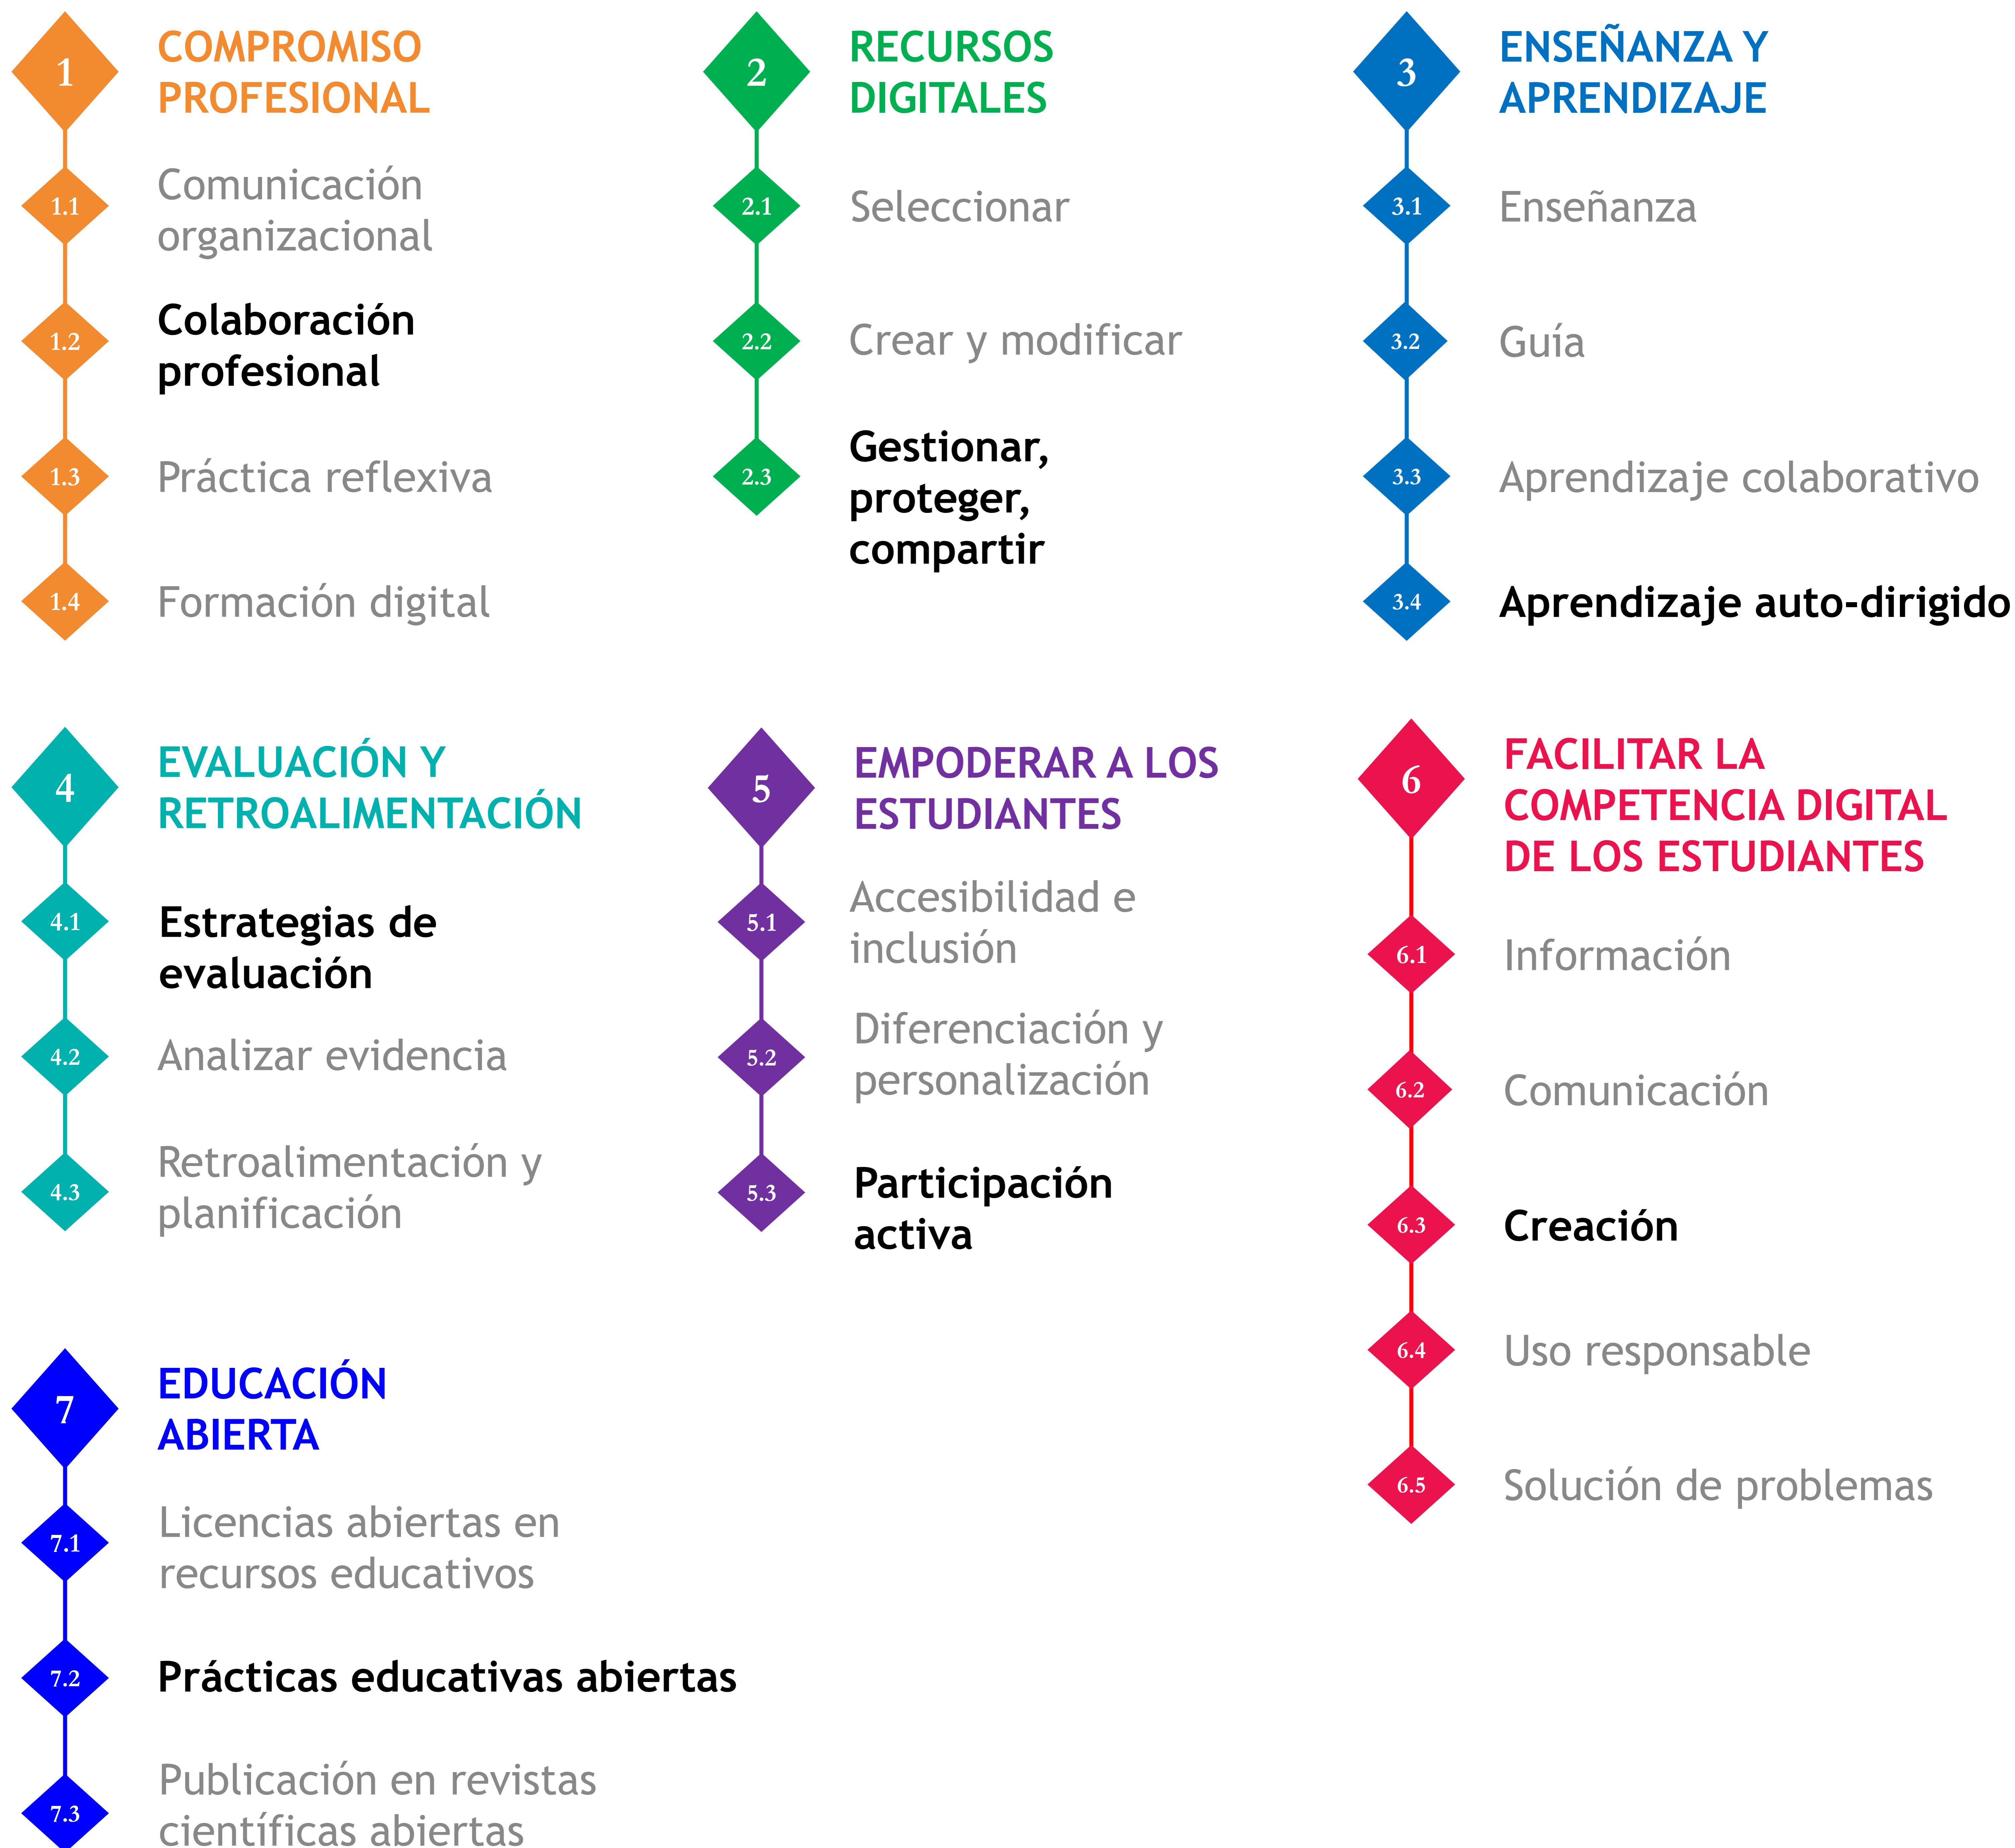 1
COMPROMISO
PROFESIONAL
1.1
Comunicación
organizacional
1.2
Colaboración
profesional
1.3
Práctica reflexiva
1.4
Formación digital
2
RECURSOS
DIGITALES
2.1
Seleccionar
2.2
Crear y modificar
2.3
Gestionar,
proteger,
compartir
3
ENSEÑANZA Y
APRENDIZAJE
3.1
Enseñanza
3.2
Guía
3.3
Aprendizaje colaborativo
3.4
Aprendizaje auto-dirigido
4
EVALUACIÓN Y
RETROALIMENTACIÓN
4.1
Estrategias de
evaluación
4.2
Analizar evidencia
4.3
Retroalimentación y
planificación
5
EMPODERAR A LOS
ESTUDIANTES
5.1
Accesibilidad e
inclusión
5.2
Diferenciación y
personalización
5.3
Participación
activa
6
FACILITAR LA
COMPETENCIA DIGITAL
DE LOS ESTUDIANTES
6.1
Información
6.2
Comunicación
6.3
Creación
6.4
Uso responsable
6.5
Solución de problemas
7
EDUCACIÓN
ABIERTA
7.1
Licencias abiertas en
recursos educativos
7.2
Prácticas educativas abiertas
7.3
Publicación en revistas
científicas abiertas